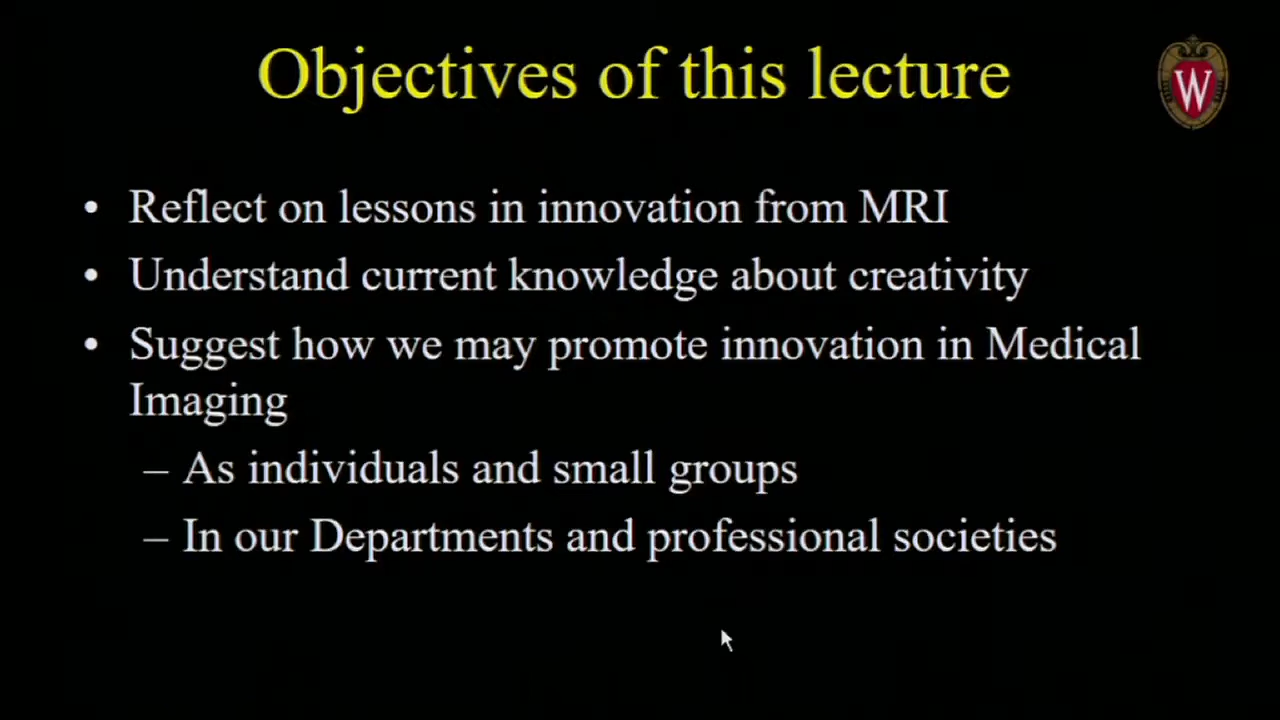 Objectives of this lecture
W
• Reflect on lessons in innovation from MRI
• Understand current knowledge about creativity
• Suggest how we may promote innovation in Medical
Imaging
– As individuals and small groups
– In our Departments and professional societies